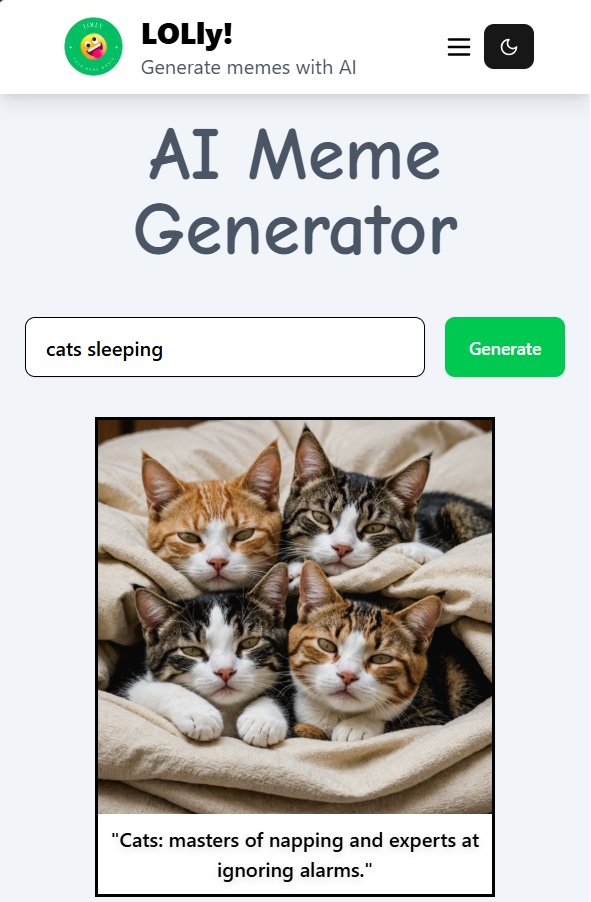 LOLLY
LOLly!
Generate memes with AI
AI Meme
Generator
cats sleeping
Generate
"Cats: masters of napping and experts at
ignoring alarms."